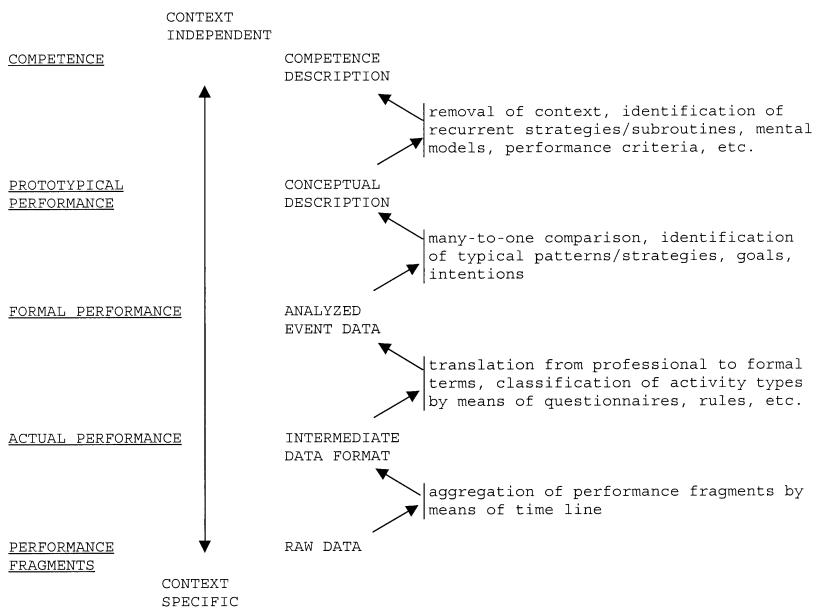 CONTEXT
INDEPENDENT
COMPETENCE
COMPETENCE
DESCRIPTION
removal of context, identification of
recurrent strategies/subroutines, mental
models, performance criteria, etc.
PROTOTYPICAL
PERFORMANCE
CONCEPTUAL
DESCRIPTION
many-to-one comparison, identification
of typical patterns/strategies, goals,
intentions
FORMAL PERFORMANCE
ANALYZED
EVENT DATA
translation from professional to formal
terms, classification of activity types
by means of questionnaires, rules, etc.
ACTUAL PERFORMANCE
INTERMEDIATE
DATA FORMAT
aggregation of performance fragments by
means of time line
PERFORMANCE
FRAGMENTS
RAW DATA
CONTEXT
SPECIFIC